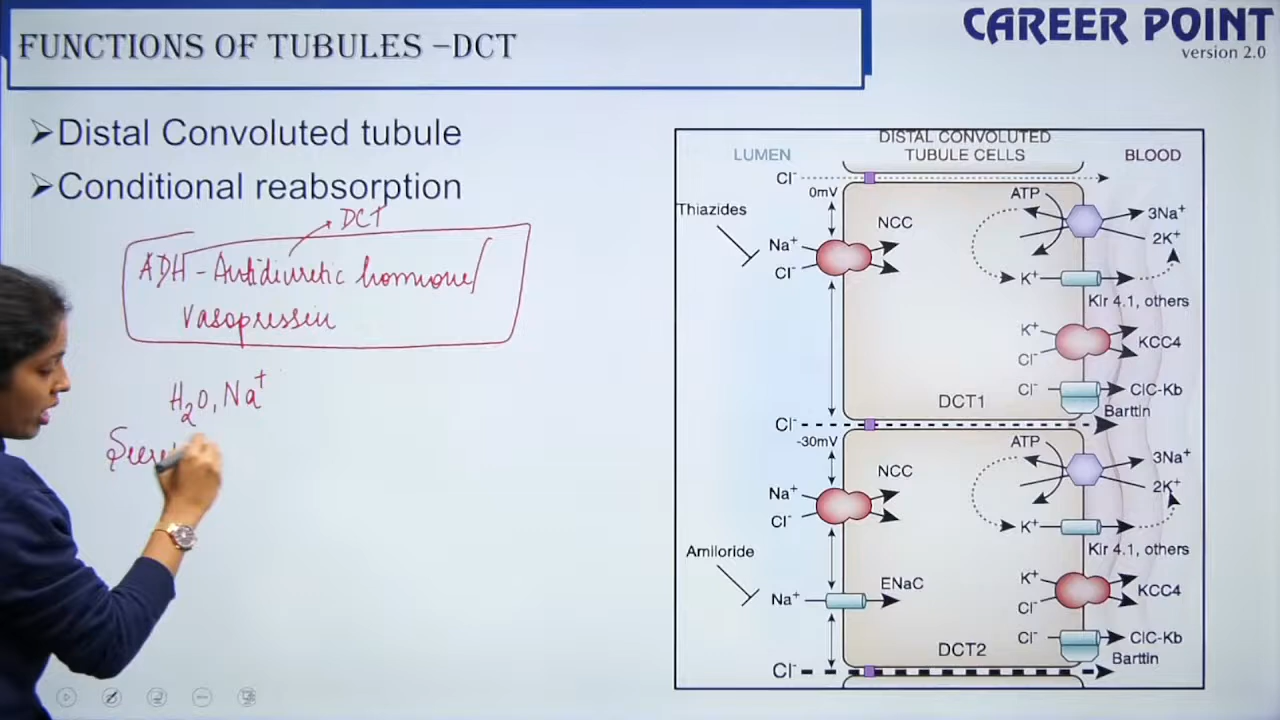 FUNCTIONS OF TUBULES –DCT
CAREER POINT
version 2.0
➢Distal Convoluted tubule
➢Conditional reabsorption
DCT
ADH - Antidiuretic hormone/
Vasopressin
H₂O, Na⁺
DISTAL CONVOLUTED
TUBULE CELLS
LUMEN
BLOOD
Cl⁻
0mV
Thiazides
Na⁺
Cl⁻
NCC
ATP
3Na⁺
2K⁺
K⁺
Kir 4.1, others
K⁺
Cl⁻
KCC4
Cl⁻
ClC-Kb
Barttin
DCT1
Cl⁻
-30mV
NCC
Na⁺
Cl⁻
ATP
3Na⁺
2K⁺
K⁺
Kir 4.1, others
Amiloride
Na⁺
ENaC
K⁺
Cl⁻
KCC4
Cl⁻
ClC-Kb
Barttin
DCT2
Cl⁻